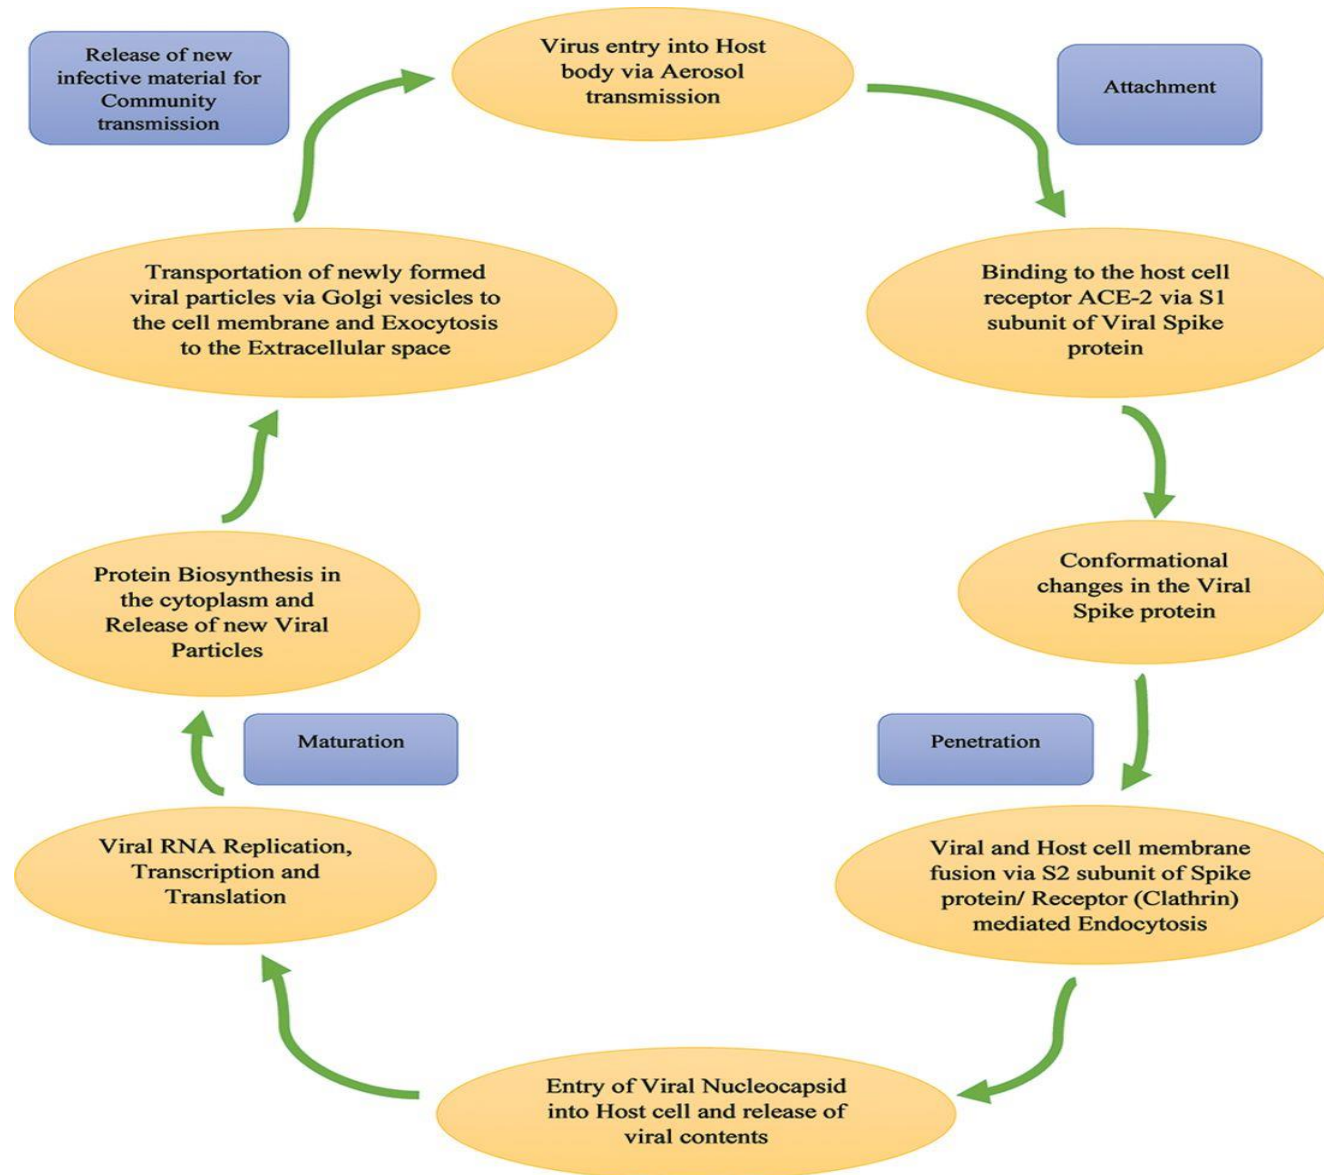 Release of new
infective material for
Community
transmission
Virus entry into Host
body via Aerosol
transmission
Attachment
Binding to the host cell
receptor ACE-2 via S1
subunit of Viral Spike
protein
Conformational
changes in the Viral
Spike protein
Penetration
Viral and Host cell membrane
fusion via S2 subunit of Spike
protein/ Receptor (Clathrin)
mediated Endocytosis
Entry of Viral Nucleocapsid
into Host cell and release of
viral contents
Viral RNA Replication,
Transcription and
Translation
Maturation
Protein Biosynthesis in
the cytoplasm and
Release of new Viral
Particles
Transportation of newly formed
viral particles via Golgi vesicles to
the cell membrane and Exocytosis
to the Extracellular space